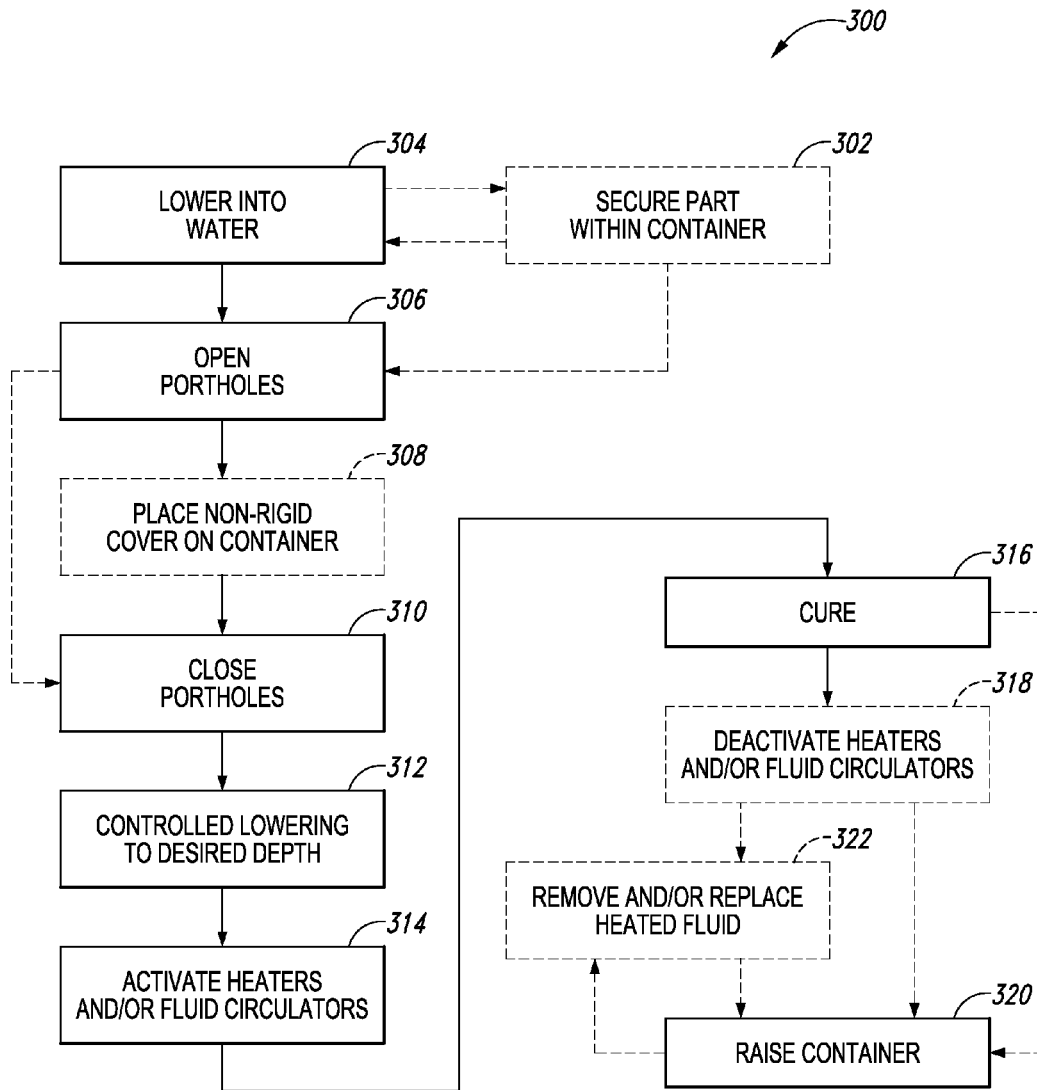 300
304
LOWER INTO
WATER
302
SECURE PART
WITHIN CONTAINER
306
OPEN
PORTHOLES
308
PLACE NON-RIGID
COVER ON CONTAINER
310
CLOSE
PORTHOLES
312
CONTROLLED LOWERING
TO DESIRED DEPTH
314
ACTIVATE HEATERS
AND/OR FLUID CIRCULATORS
316
CURE
318
DEACTIVATE HEATERS
AND/OR FLUID CIRCULATORS
322
REMOVE AND/OR REPLACE
HEATED FLUID
320
RAISE CONTAINER